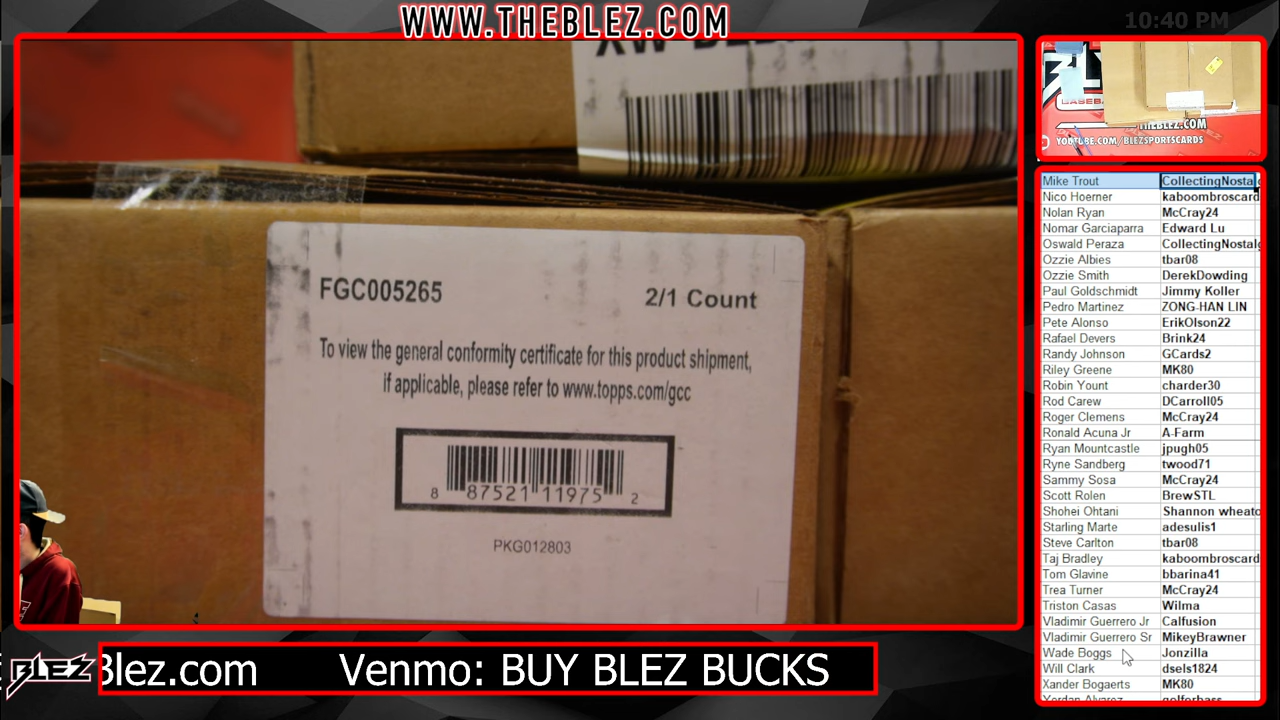 WWW.THEBLEZ.COM
10:40 PM
FGC005265
2/1 Count
To view the general conformity certificate for this product shipment,
if applicable, please refer to www.topps.com/gcc
8 87521 11975 2
PKG012803
THEBLEZ.COM
YOUTUBE.COM/BLEZSPORTSCARDS
Mike Trout CollectingNosta
Nico Hoerner kaboombroscard
Nolan Ryan McCray24
Nomar Garciaparra Edward Lu
Oswald Peraza CollectingNostalg
Ozzie Albies tbar08
Ozzie Smith DerekDowding
Paul Goldschmidt Jimmy Koller
Pedro Martinez ZONG-HAN LIN
Pete Alonso ErikOlson22
Rafael Devers Brink24
Randy Johnson GCards2
Riley Greene MK80
Robin Yount charder30
Rod Carew DCarroll05
Roger Clemens McCray24
Ronald Acuna Jr A-Farm
Ryan Mountcastle jpugh05
Ryne Sandberg twood71
Sammy Sosa McCray24
Scott Rolen BrewSTL
Shohei Ohtani Shannon wheato
Starling Marte adesulis1
Steve Carlton tbar08
Taj Bradley kaboombroscard
Tom Glavine bbarina41
Trea Turner McCray24
Triston Casas Wilma
Vladimir Guerrero Jr Calfusion
Vladimir Guerrero Sr MikeyBrawner
Wade Boggs Jonzilla
Will Clark dsels1824
Xander Bogaerts MK80
Yordan Alvarez golferbass
BLEZ
Blez.com Venmo: BUY BLEZ BUCKS